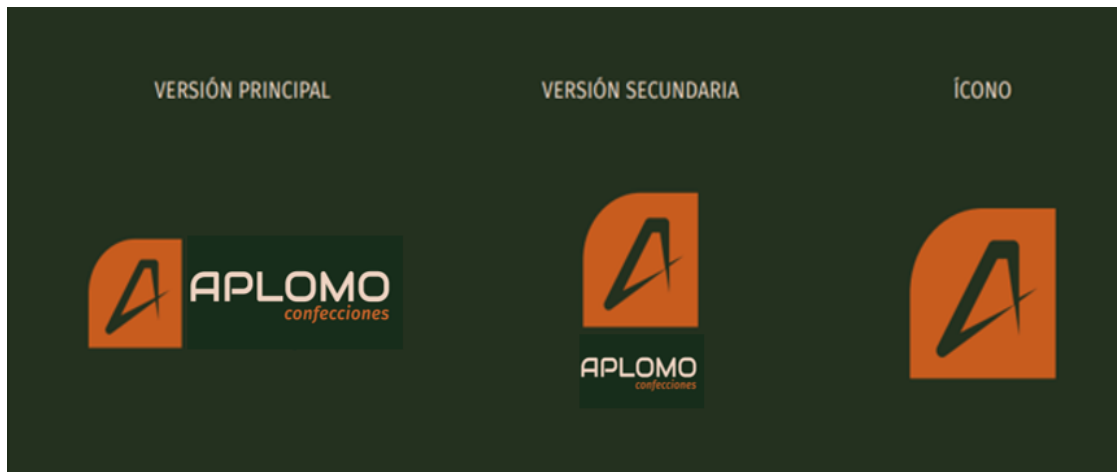 VERSIÓN PRINCIPAL
VERSIÓN SECUNDARIA
ÍCONO
APLOMO
confecciones
APLOMO
confecciones